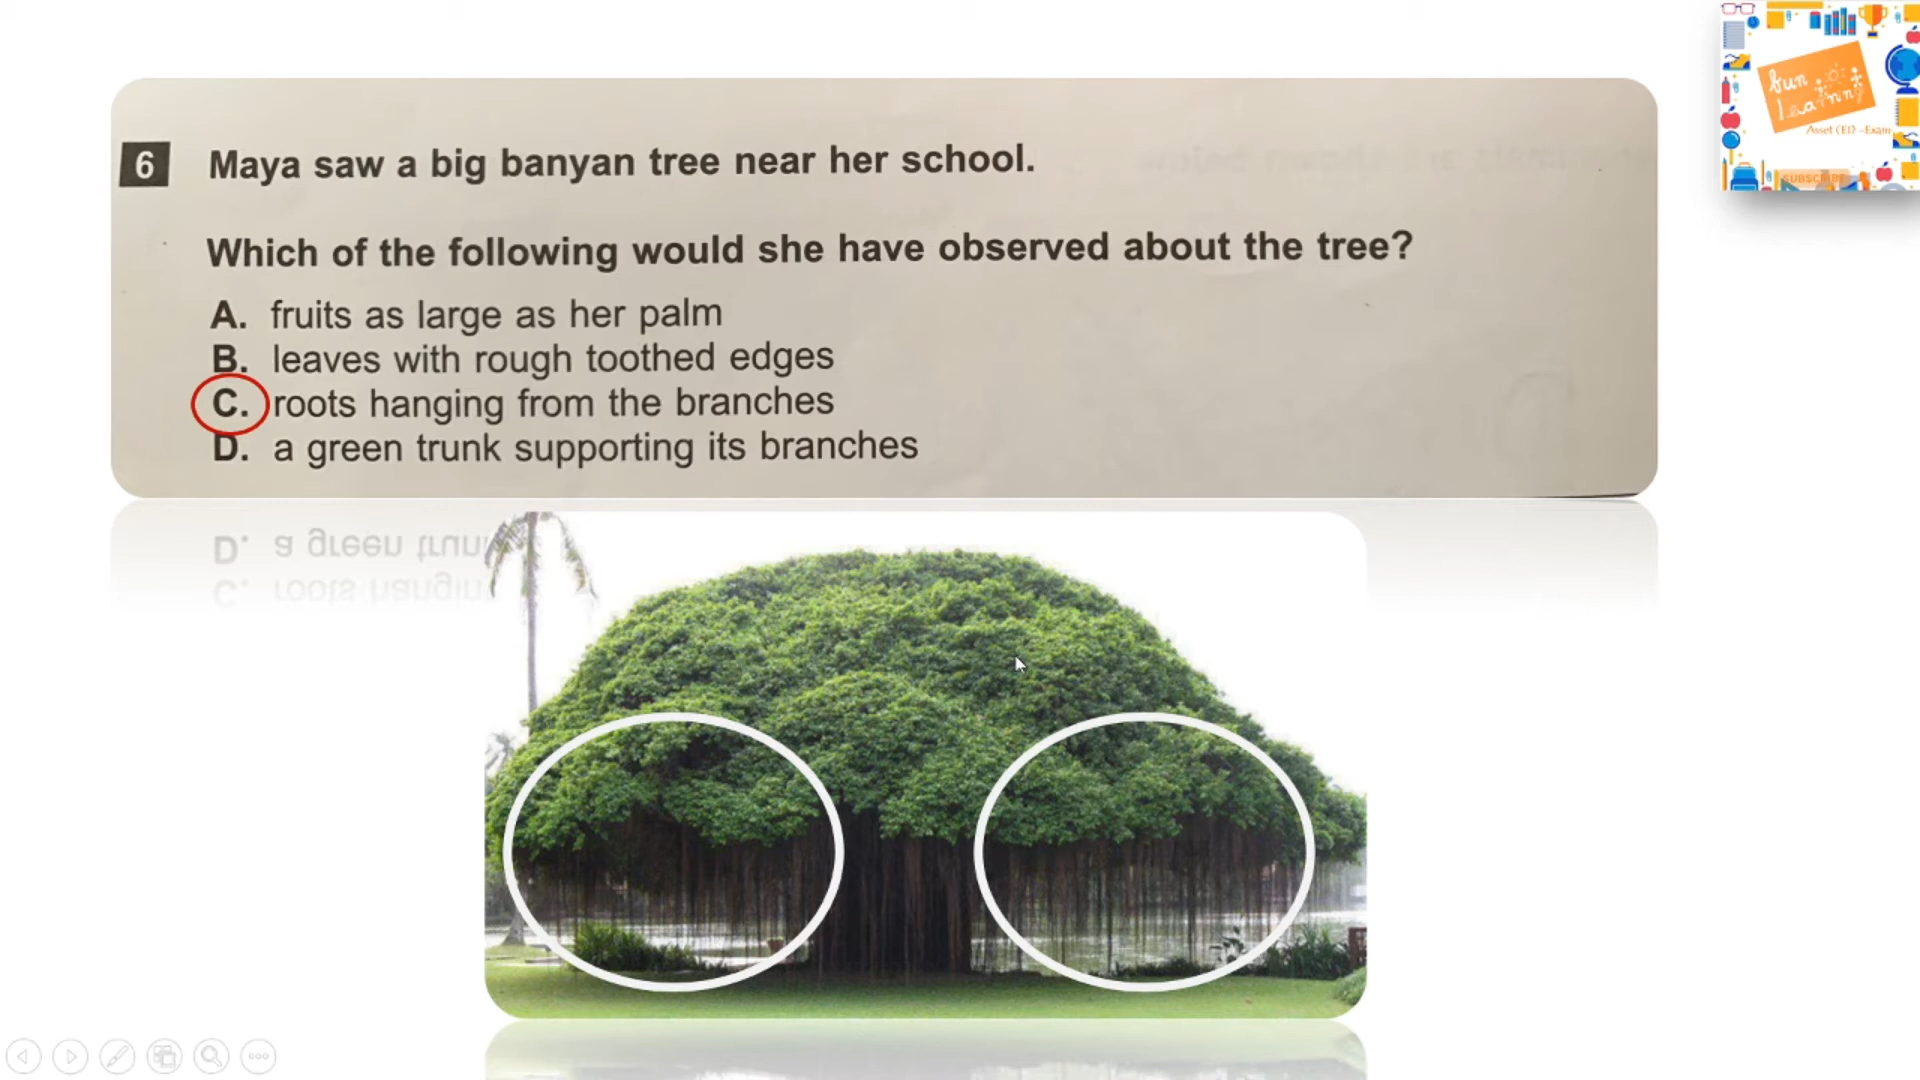 6 Maya saw a big banyan tree near her school.
Which of the following would she have observed about the tree?
A. fruits as large as her palm
B. leaves with rough toothed edges
C. roots hanging from the branches
D. a green trunk supporting its branches
fun
learning
Asset (EI) -Exam
SUBSCRIBE